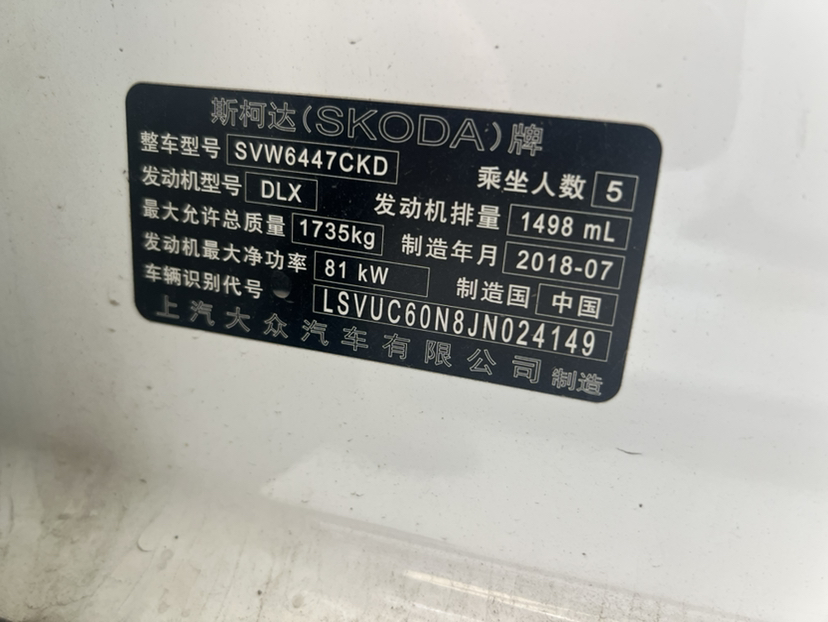 斯柯达(SKODA)牌
整车型号 SVW6447CKD 乘坐人数 5
发动机型号 DLX 发动机排量 1498 mL
最大允许总质量 1735kg 制造年月 2018-07
发动机最大净功率 81 kW 制造国 中国
车辆识别代号 LSVUC60N8JN024149
上汽大众汽车有限公司 制造